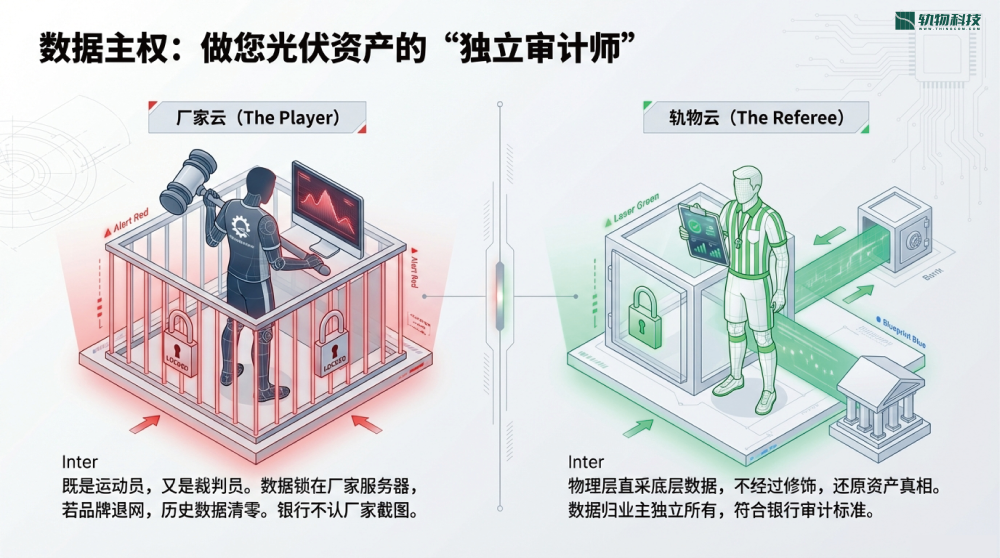 轨物科技
WWW.THINGCOM.COM
数据主权：做您光伏资产的“独立审计师”
厂家云（The Player）
Alert Red
Alert Red
LOCKED
LOCKED
Inter
既是运动员，又是裁判员。数据锁在厂家服务器，
若品牌退网，历史数据清零。银行不认厂家截图。
轨物云（The Referee）
Laser Green
Bank
Blueprint Blue
Inter
物理层直采底层数据，不经过修饰，还原资产真相。
数据归业主独立所有，符合银行审计标准。